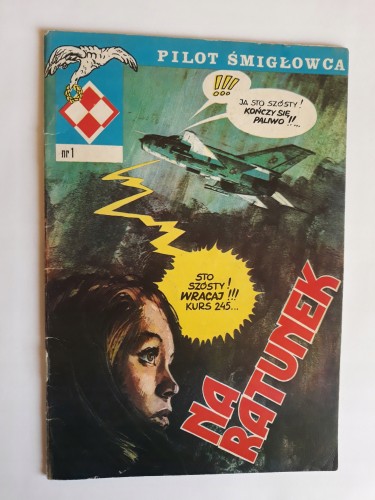 PILOT ŚMIGŁOWCA
nr 1
!!!
...
JA STO SZÓSTY!
KOŃCZY SIĘ
PALIWO!!...
STO
SZÓSTY!
WRACAJ!!!
KURS 245...
NA
RATUNEK